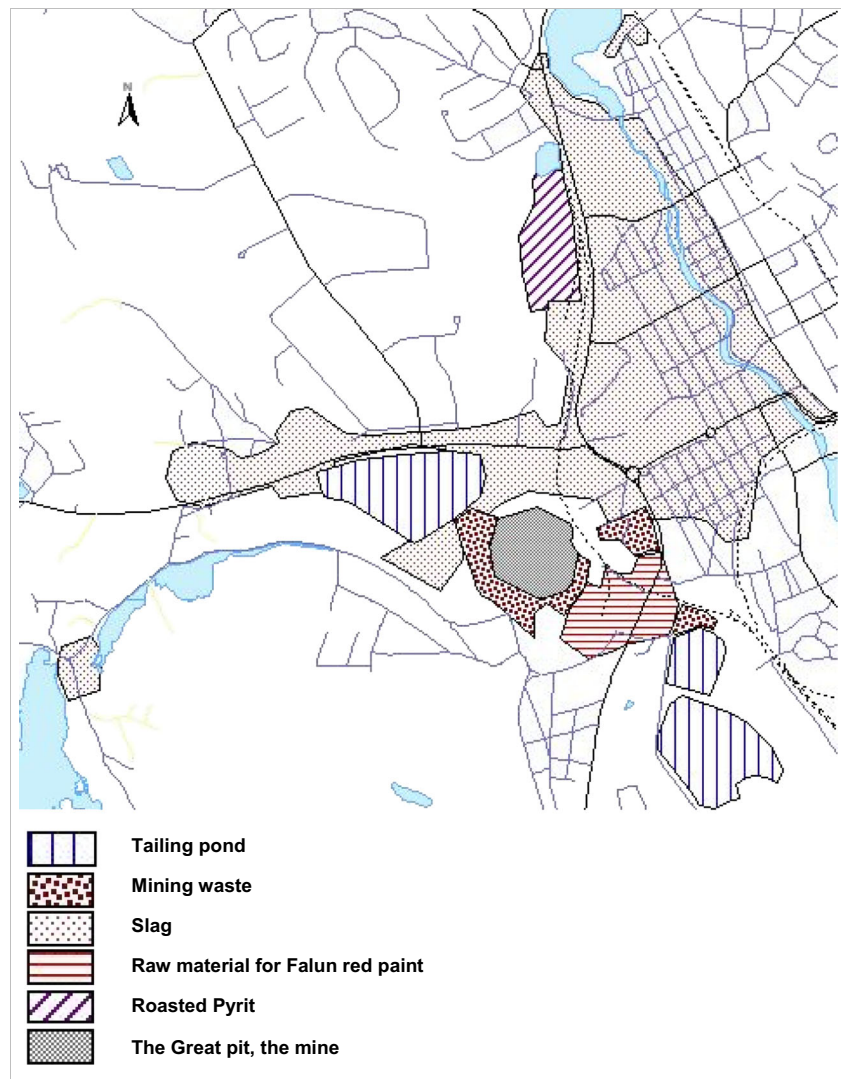 N
Tailing pond
Mining waste
Slag
Raw material for Falun red paint
Roasted Pyrit
The Great pit, the mine